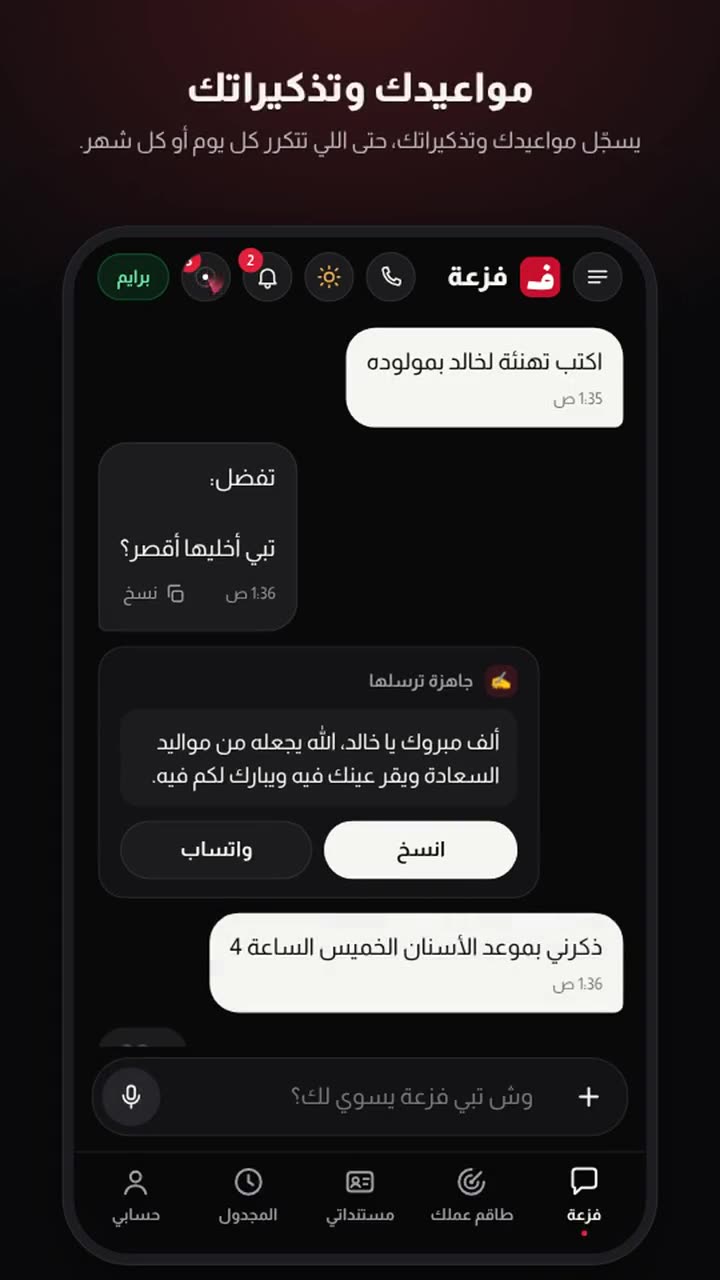 مواعيدك وتذكيراتك
يسجّل مواعيدك وتذكيراتك، حتى اللي تتكرر كل يوم أو كل شهر.
فزعة
2
برايم
اكتب تهنئة لخالد بمولوده
1:35 ص
تفضل:
تبي أخليها أقصر؟
1:36 ص
نسخ
جاهزة ترسلها
ألف مبروك يا خالد، الله يجعله من مواليد
السعادة ويقر عينك فيه ويبارك لكم فيه.
انسخ
واتساب
ذكرني بموعد الأسنان الخميس الساعة 4
1:36 ص
وش تبي فزعة يسوي لك؟
فزعة
طاقم عملك
مستنداتي
المجدول
حسابي